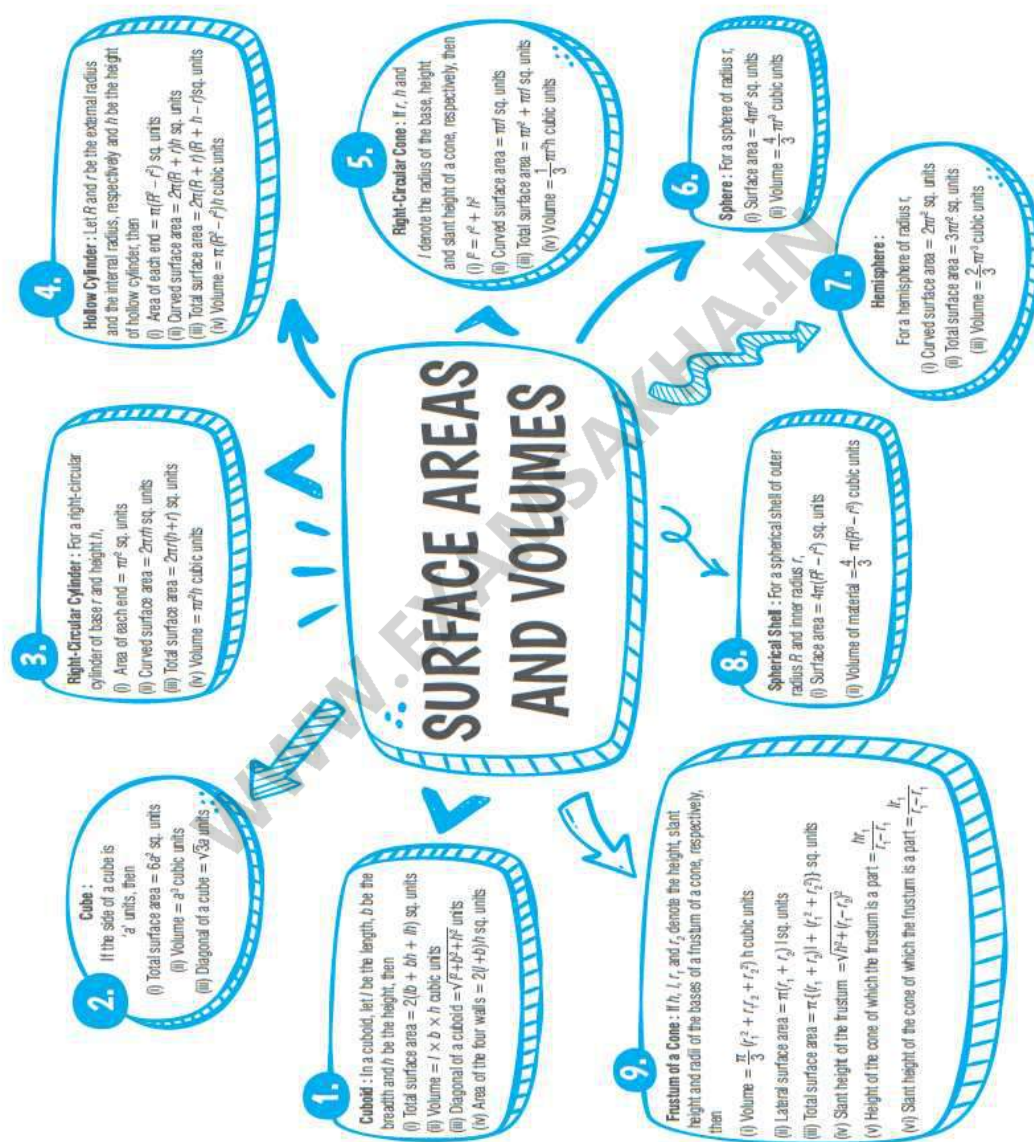 SURFACE AREAS
AND VOLUMES
1.
Cuboid : In a cuboid, let l be the length, b be the
breadth and h be the height, then
(i) Total surface area = 2(lb + bh + lh) sq. units
(ii) Volume = l × b × h cubic units
(iii) Diagonal of a cuboid = √l²+b²+h² units
(iv) Area of the four walls = 2(l+b)h sq. units
2.
Cube :
If the side of a cube is
'a' units, then
(i) Total surface area = 6a² sq. units
(ii) Volume = a³ cubic units
(iii) Diagonal of a cube = √3a units
3.
Right-Circular Cylinder : For a right-circular
cylinder of base r and height h,
(i) Area of each end = πr² sq. units
(ii) Curved surface area = 2πrh sq. units
(iii) Total surface area = 2πr(h+r) sq. units
(iv) Volume = πr²h cubic units
4.
Hollow Cylinder : Let R and r be the external radius
and the internal radius, respectively and h be the height
of hollow cylinder, then
(i) Area of each end = π(R² – r²) sq. units
(ii) Curved surface area = 2π(R + r)h sq. units
(iii) Total surface area = 2π(R + r)(R + h – r)sq. units
(iv) Volume = π(R² – r²)h cubic units
5.
Right-Circular Cone : If r, h and
l denote the radius of the base, height
and slant height of a cone, respectively, then
(i) l² = r² + h²
(ii) Curved surface area = πrl sq. units
(iii) Total surface area = πr² + πrl sq. units
(iv) Volume = 1/3 πr²h cubic units
6.
Sphere : For a sphere of radius r,
(i) Surface area = 4πr² sq. units
(ii) Volume = 4/3 πr³ cubic units
7.
Hemisphere :
For a hemisphere of radius r,
(i) Curved surface area = 2πr² sq. units
(ii) Total surface area = 3πr² sq. units
(iii) Volume = 2/3 πr³ cubic units
8.
Spherical Shell : For a spherical shell of outer
radius R and inner radius r,
(i) Surface area = 4π(R² – r²) sq. units
(ii) Volume of material = 4/3 π(R³ – r³) cubic units
9.
Frustum of a Cone : If h, l, r₁ and r₂ denote the height, slant
height and radii of the bases of a frustum of a cone, respectively,
then
(i) Volume = π/3 (r₁² + r₁r₂ + r₂²) h cubic units
(ii) Lateral surface area = π(r₁ + r₂) l sq. units
(iii) Total surface area = π{(r₁ + r₂)l + (r₁² + r₂²)} sq. units
(iv) Slant height of the frustum = √h²+(r₁–r₂)²
(v) Height of the cone of which the frustum is a part = hr₁/r₁–r₁
(vi) Slant height of the cone of which the frustum is a part = lr₁/r₁–r₁
WWW.EXAMSAKHA.IN